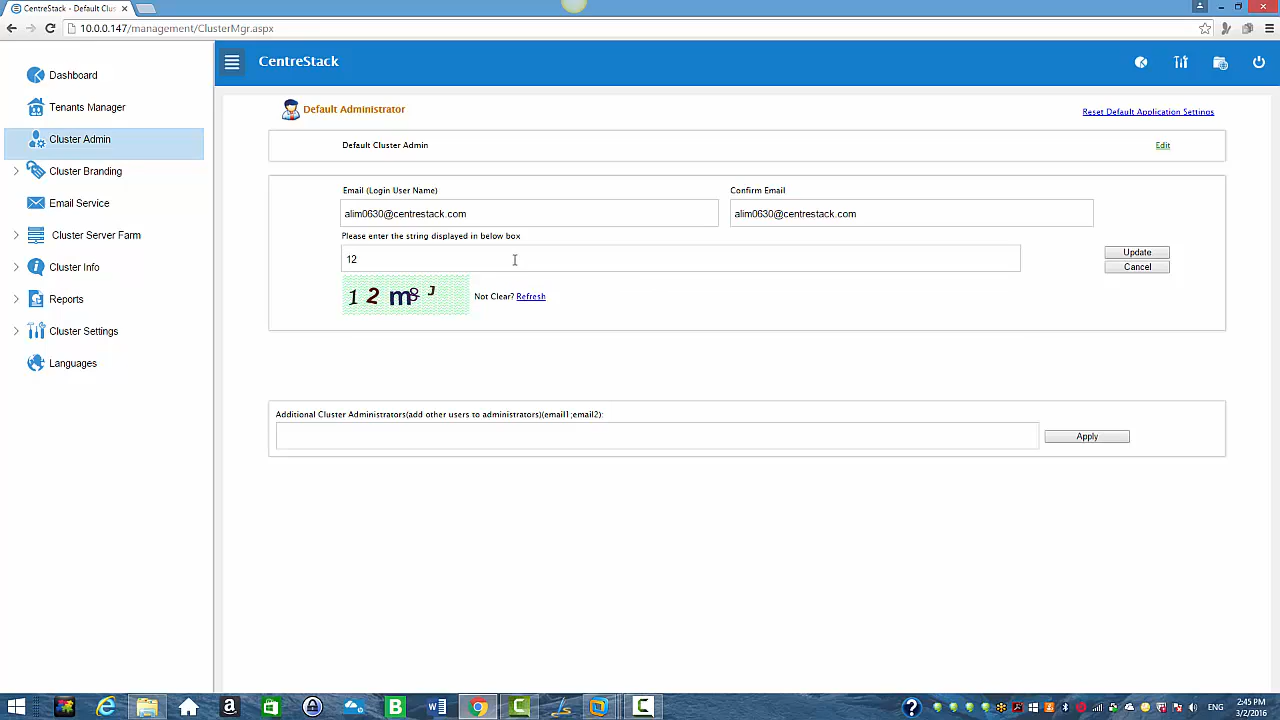 CentreStack - Default Clus
10.0.0.147/management/ClusterMgr.aspx
CentreStack
Dashboard
Tenants Manager
Cluster Admin
Cluster Branding
Email Service
Cluster Server Farm
Cluster Info
Reports
Cluster Settings
Languages
Default Administrator
Reset Default Application Settings
Default Cluster Admin
Edit
Email (Login User Name)
Confirm Email
alim0630@centrestack.com
alim0630@centrestack.com
Please enter the string displayed in below box
12
Update
Cancel
12m8J
Not Clear? Refresh
Additional Cluster Administrators(add other users to administrators)(email1;email2):
Apply
ENG
2:45 PM
3/2/2016